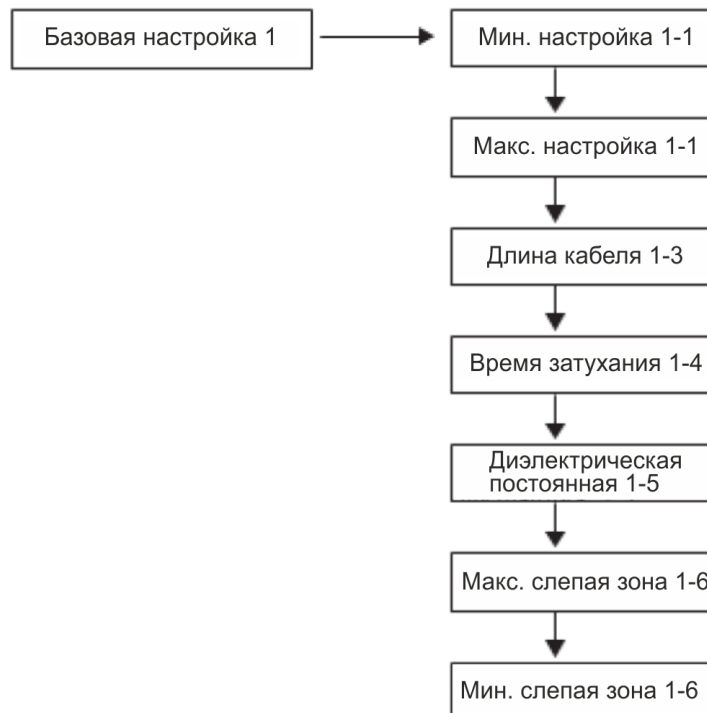 Базовая настройка 1
Мин. настройка 1-1
Макс. настройка 1-1
Длина кабеля 1-3
Время затухания 1-4
Диэлектрическая
постоянная 1-5
Макс. слепая зона 1-6
Мин. слепая зона 1-6